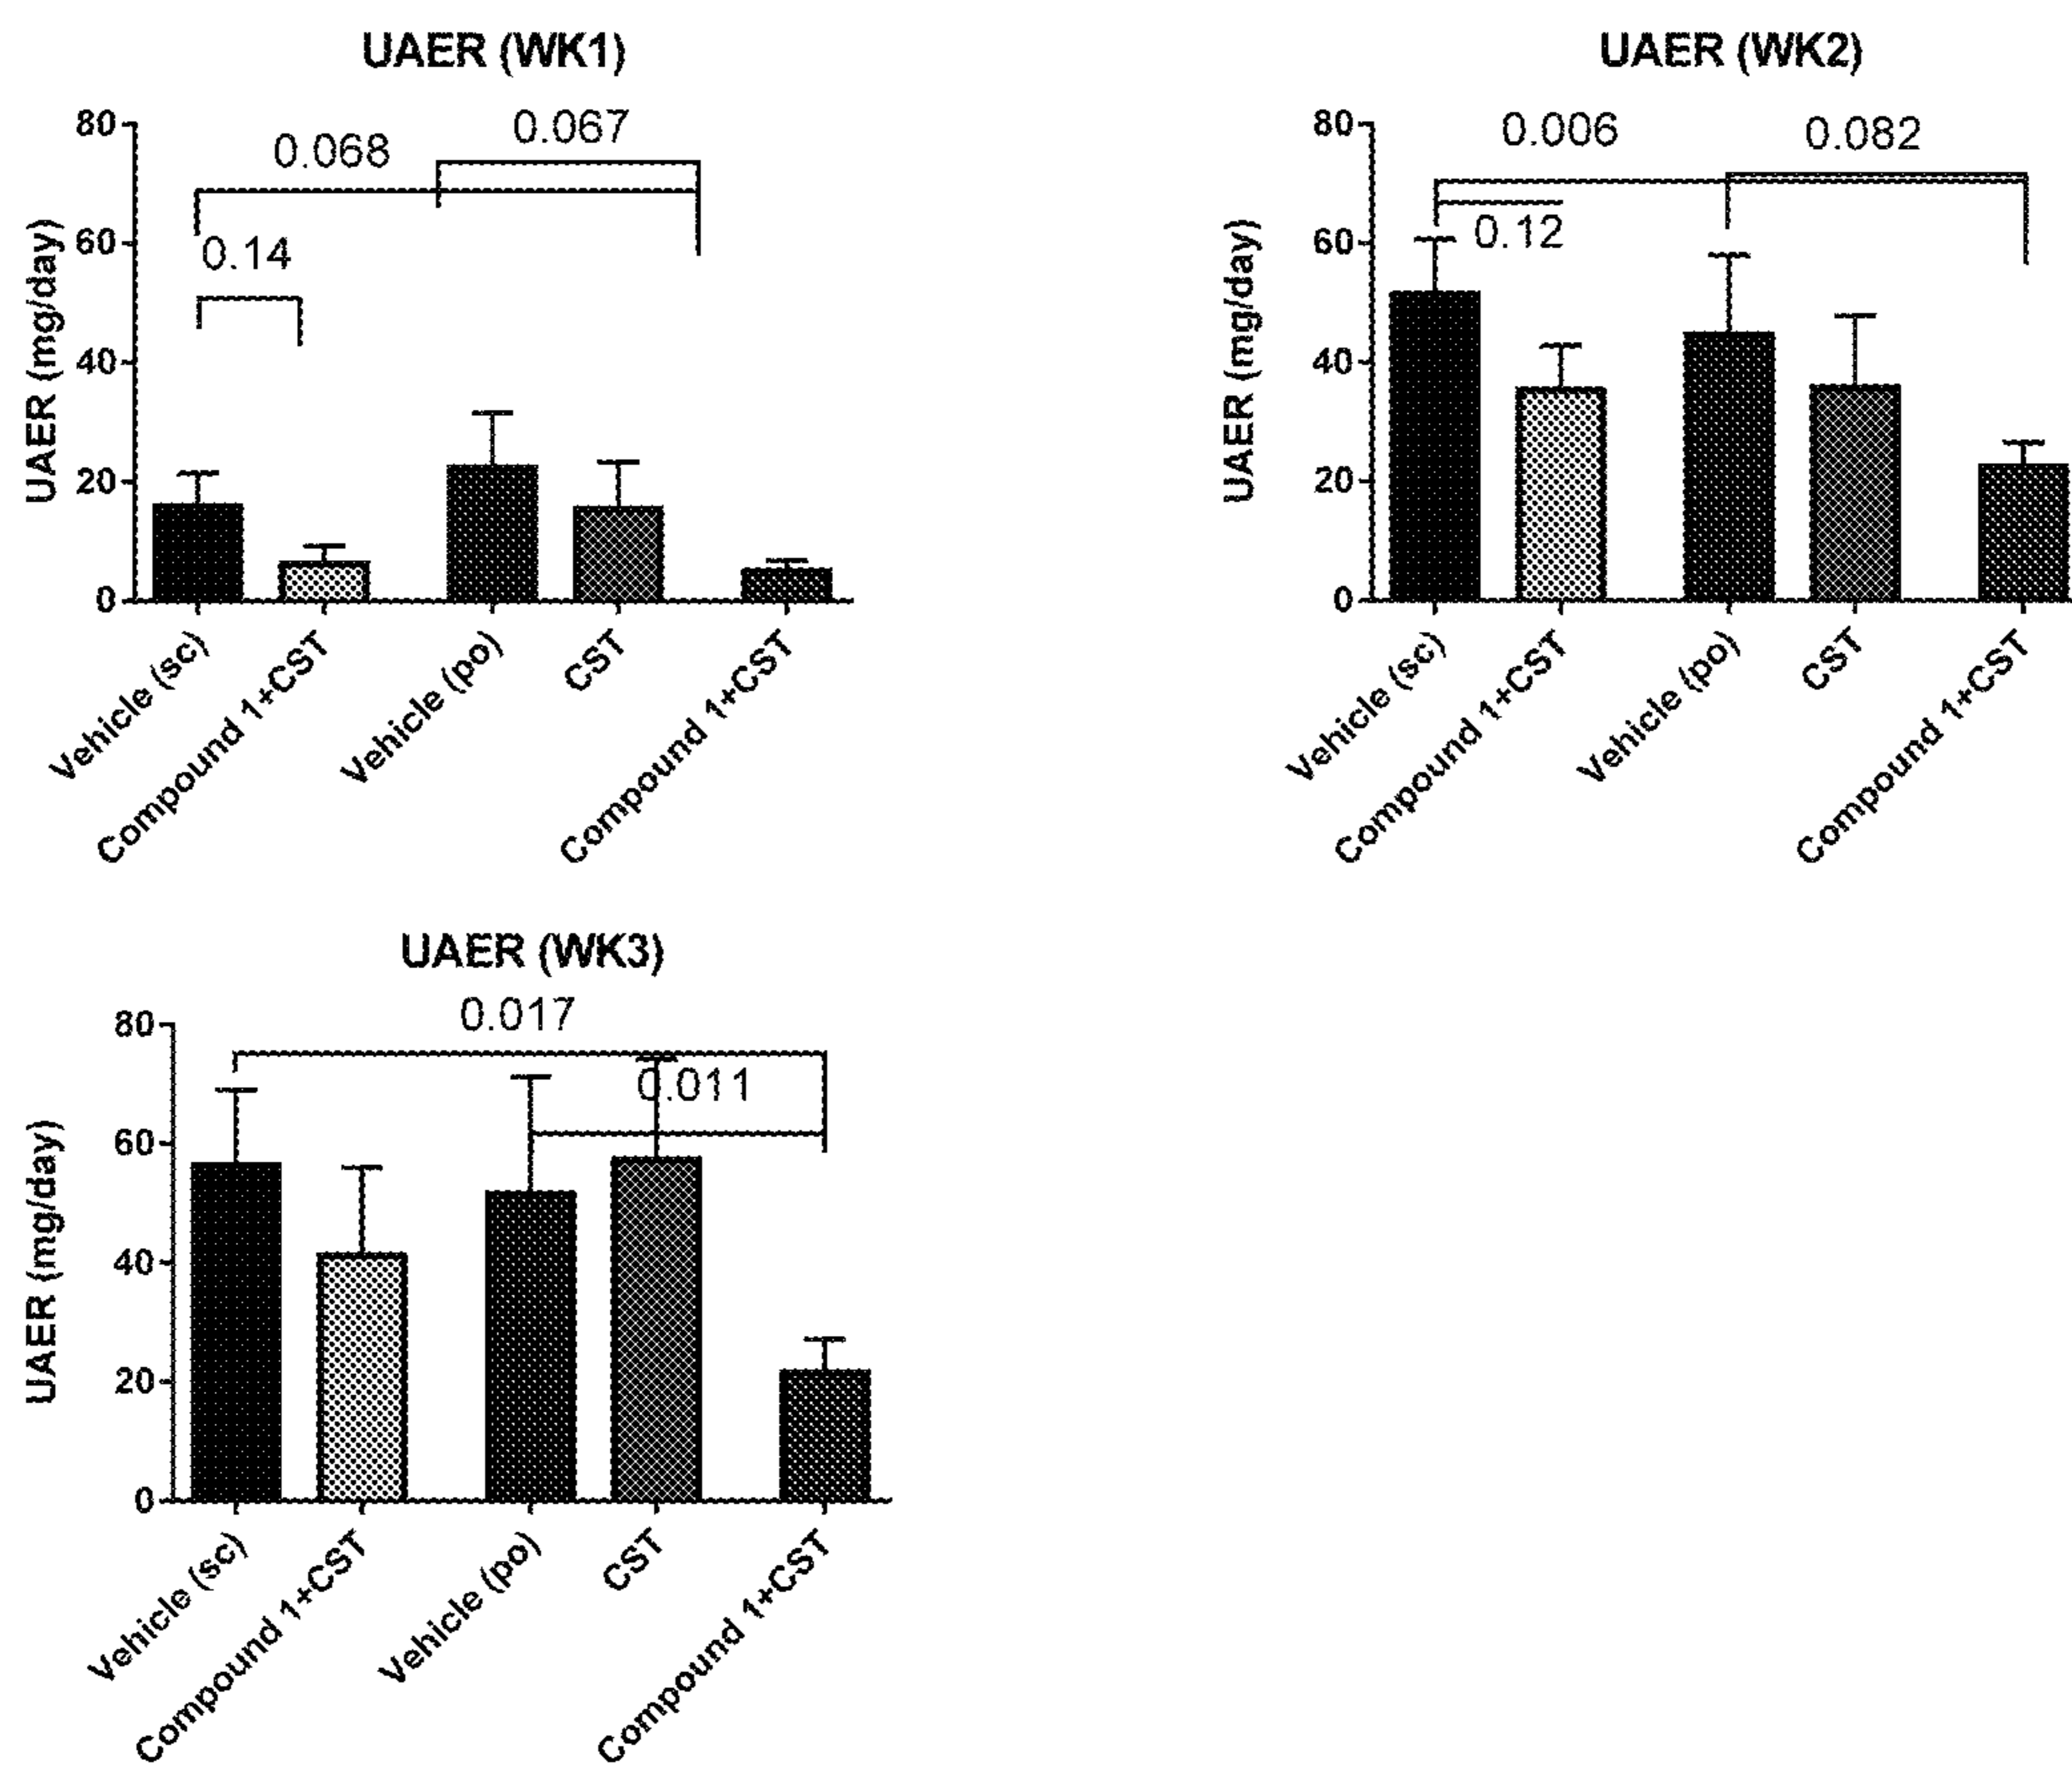 UAER (WK1)
UAER (mg/day)
80
60
40
20
0
0.068
0.067
0.14
Vehicle (sc)
Compound 1+CST
Vehicle (po)
CST
Compound 1+CST
UAER (WK2)
UAER (mg/day)
80
60
40
20
0
0.006
0.082
0.12
Vehicle (sc)
Compound 1+CST
Vehicle (po)
CST
Compound 1+CST
UAER (WK3)
UAER (mg/day)
80
60
40
20
0
0.017
0.011
Vehicle (sc)
Compound 1+CST
Vehicle (po)
CST
Compound 1+CST